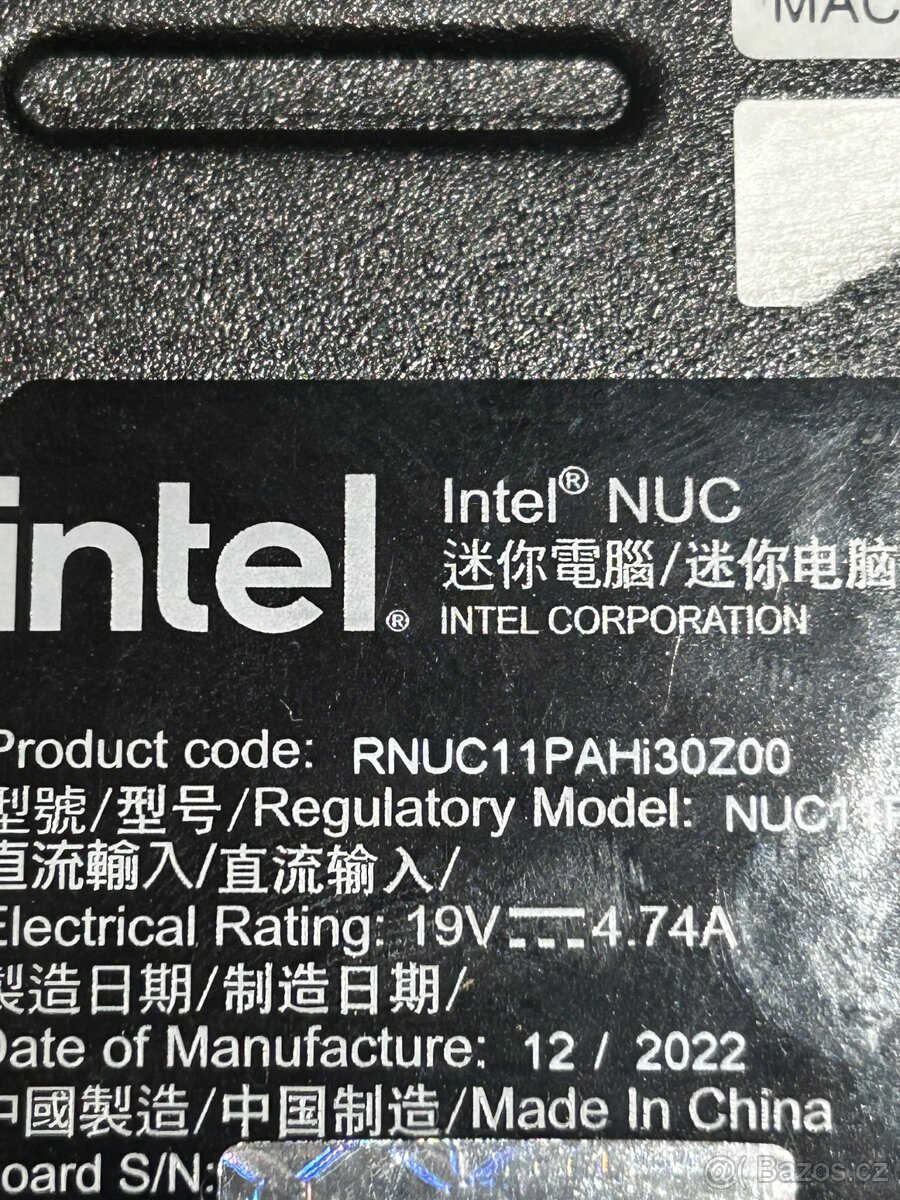 MAC
intel®
Intel® NUC
迷你電腦/迷你电脑
INTEL CORPORATION
Product code: RNUC11PAHi30Z00
型號/型号/Regulatory Model: NUC11P
直流輸入/直流输入/
Electrical Rating: 19V⎓4.74A
製造日期/制造日期/
Date of Manufacture: 12 / 2022
中國製造/中国制造/Made In China
oard S/N:
@ Bazos.cz